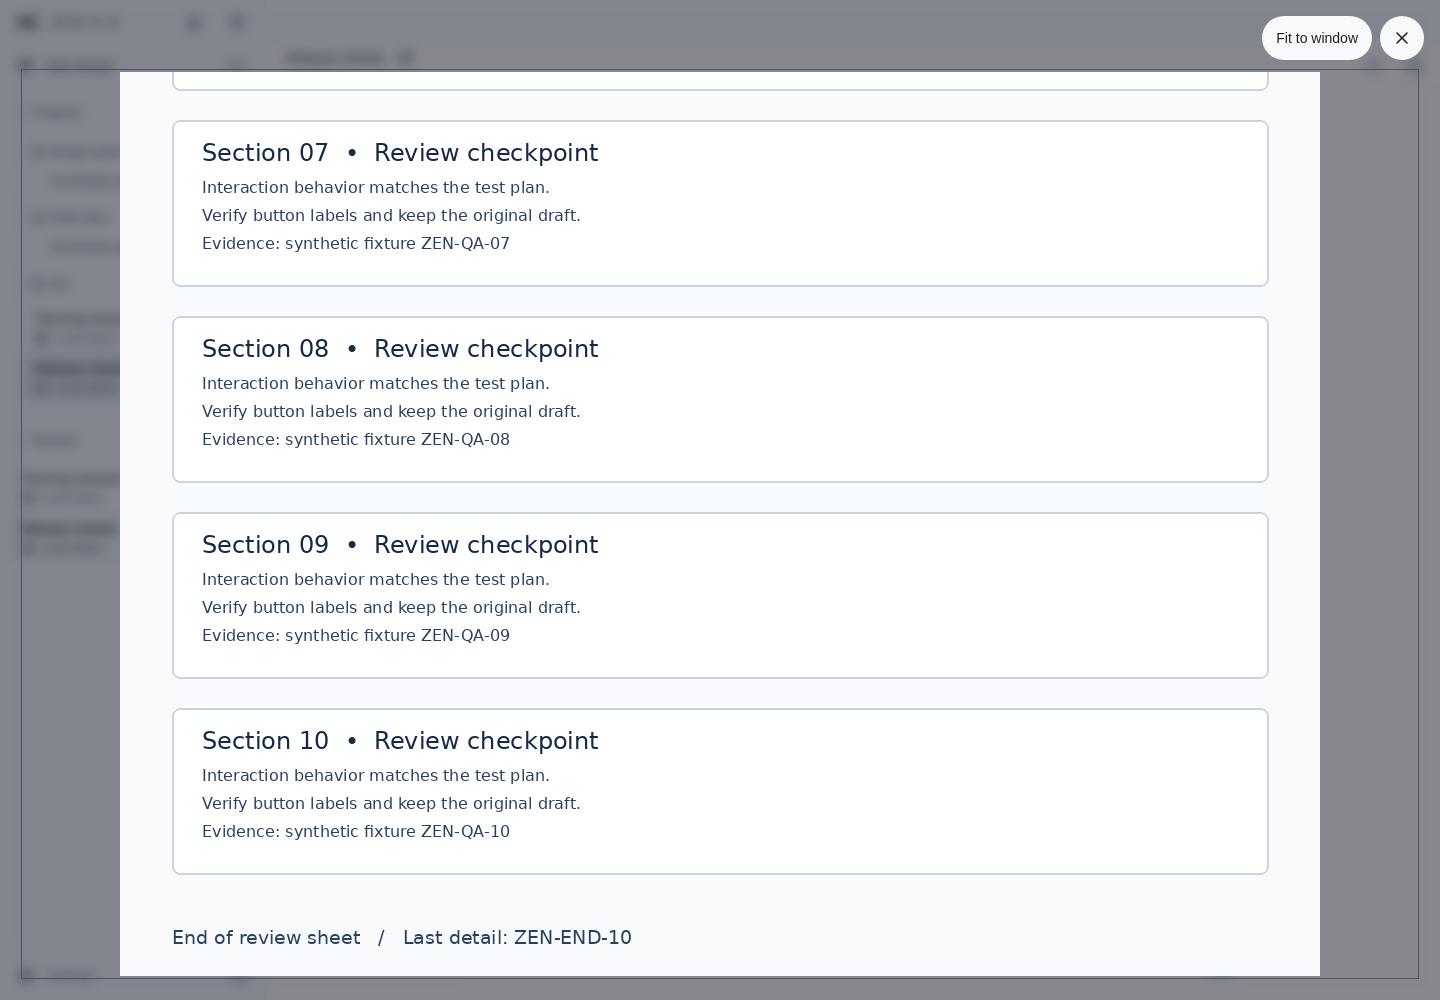 Fit to window
Section 07 • Review checkpoint
Interaction behavior matches the test plan.
Verify button labels and keep the original draft.
Evidence: synthetic fixture ZEN-QA-07
Section 08 • Review checkpoint
Interaction behavior matches the test plan.
Verify button labels and keep the original draft.
Evidence: synthetic fixture ZEN-QA-08
Section 09 • Review checkpoint
Interaction behavior matches the test plan.
Verify button labels and keep the original draft.
Evidence: synthetic fixture ZEN-QA-09
Section 10 • Review checkpoint
Interaction behavior matches the test plan.
Verify button labels and keep the original draft.
Evidence: synthetic fixture ZEN-QA-10
End of review sheet / Last detail: ZEN-END-10